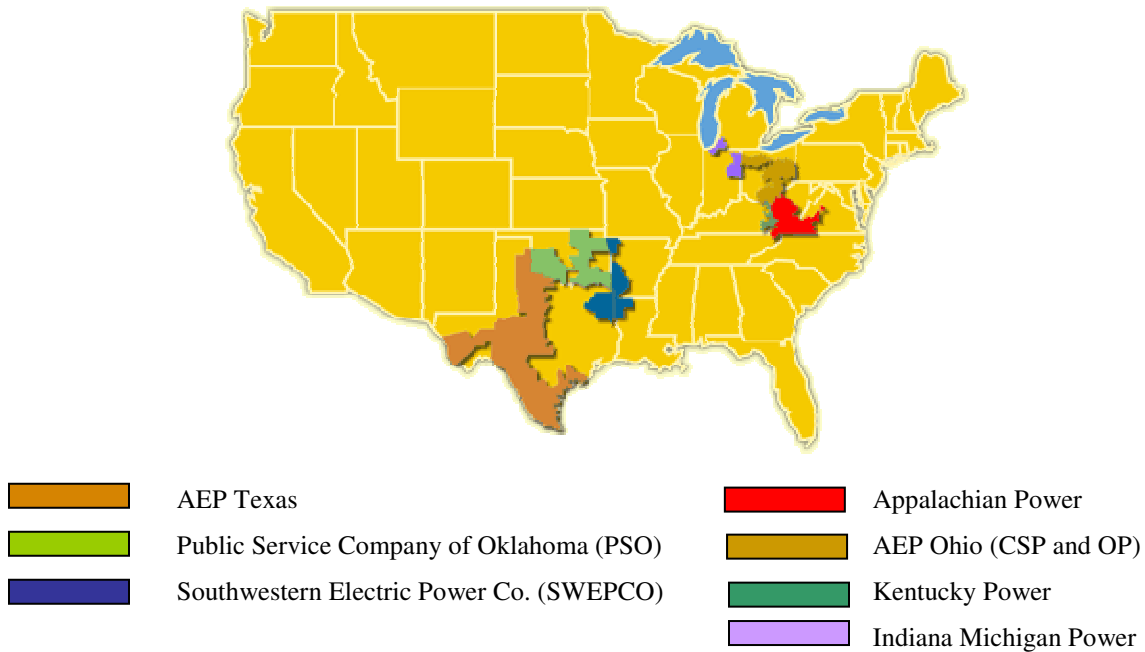 AEP Texas
Public Service Company of Oklahoma (PSO)
Southwestern Electric Power Co. (SWEPCO)
Appalachian Power
AEP Ohio (CSP and OP)
Kentucky Power
Indiana Michigan Power